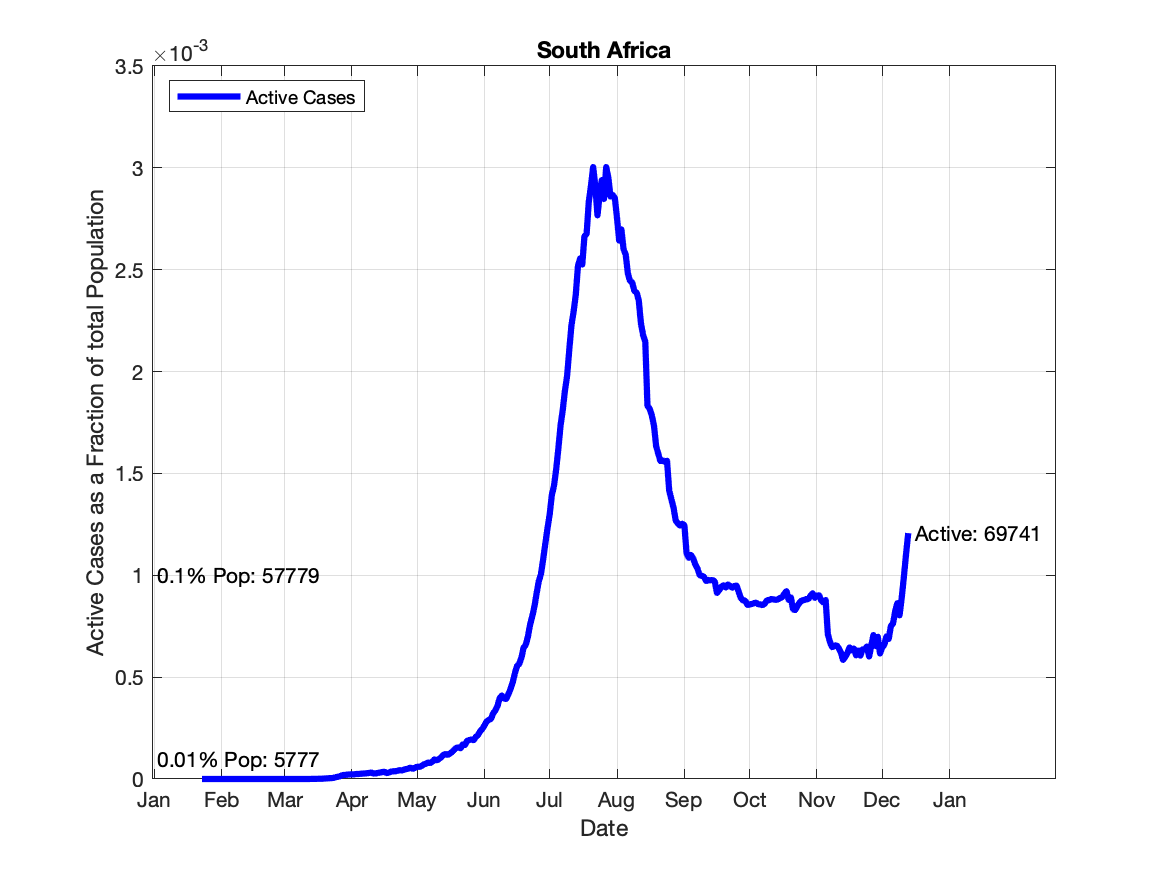 South Africa
×10-3
Active Cases
3.5
3
2.5
2
1.5
1
0.5
0
Active Cases as a Fraction of total Population
0.1% Pop: 57779
0.01% Pop: 5777
Active: 69741
Jan Feb Mar Apr May Jun Jul Aug Sep Oct Nov Dec Jan
Date